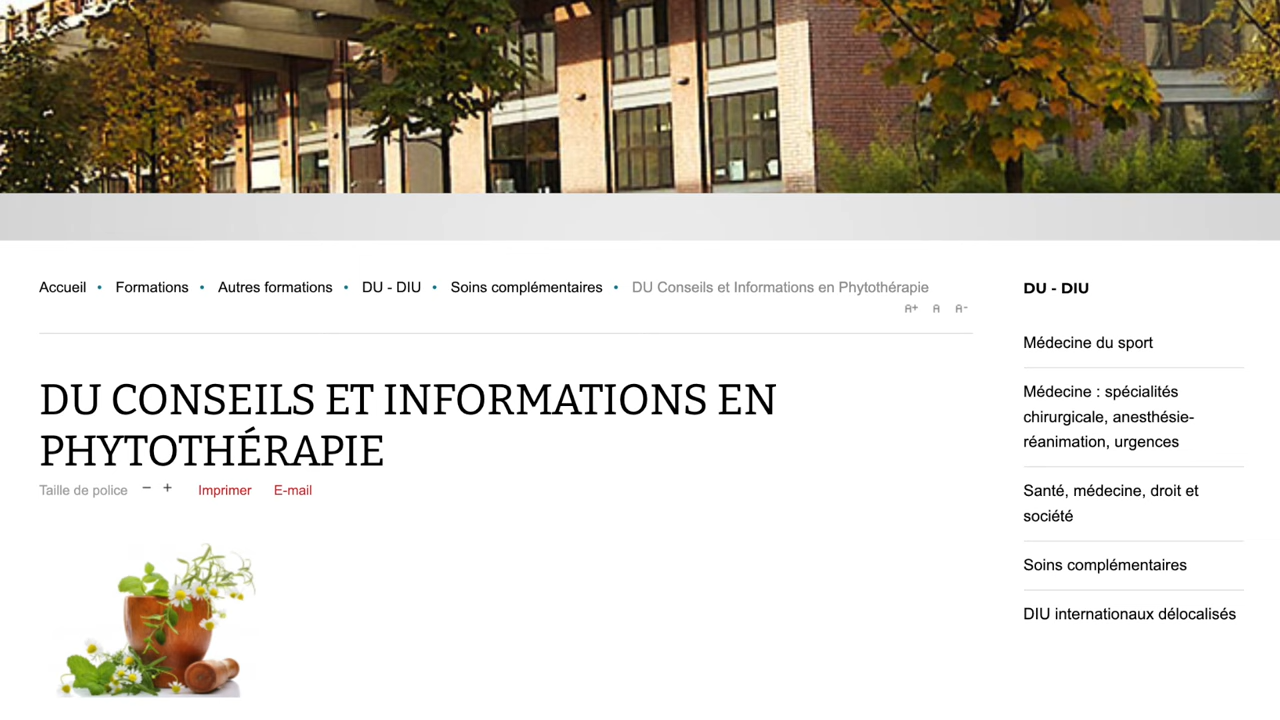 Accueil • Formations • Autres formations • DU - DIU • Soins complémentaires • DU Conseils et Informations en Phytothérapie
A+ A A-
DU CONSEILS ET INFORMATIONS EN
PHYTOTHÉRAPIE
Taille de police − + Imprimer E-mail
DU - DIU
Médecine du sport
Médecine : spécialités
chirurgicale, anesthésie-
réanimation, urgences
Santé, médecine, droit et
société
Soins complémentaires
DIU internationaux délocalisés